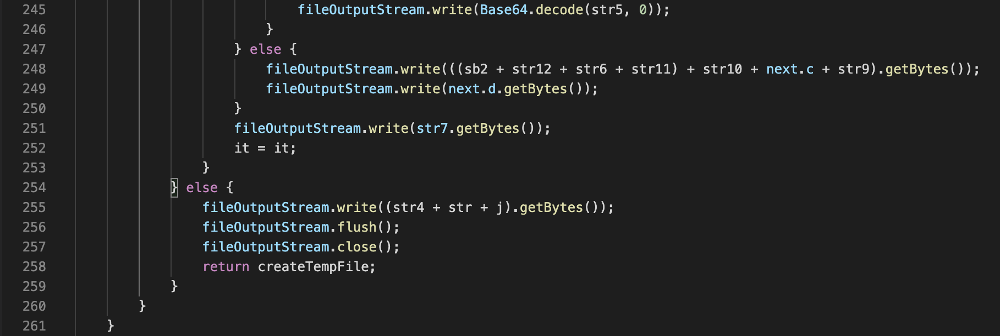 245 fileOutputStream.write(Base64.decode(str5, 0));
246 }
247 } else {
248 fileOutputStream.write(((sb2 + str12 + str6 + str11) + str10 + next.c + str9).getBytes());
249 fileOutputStream.write(next.d.getBytes());
250 }
251 fileOutputStream.write(str7.getBytes());
252 it = it;
253 }
254 } else {
255 fileOutputStream.write((str4 + str + j).getBytes());
256 fileOutputStream.flush();
257 fileOutputStream.close();
258 return createTempFile;
259 }
260 }
261 }